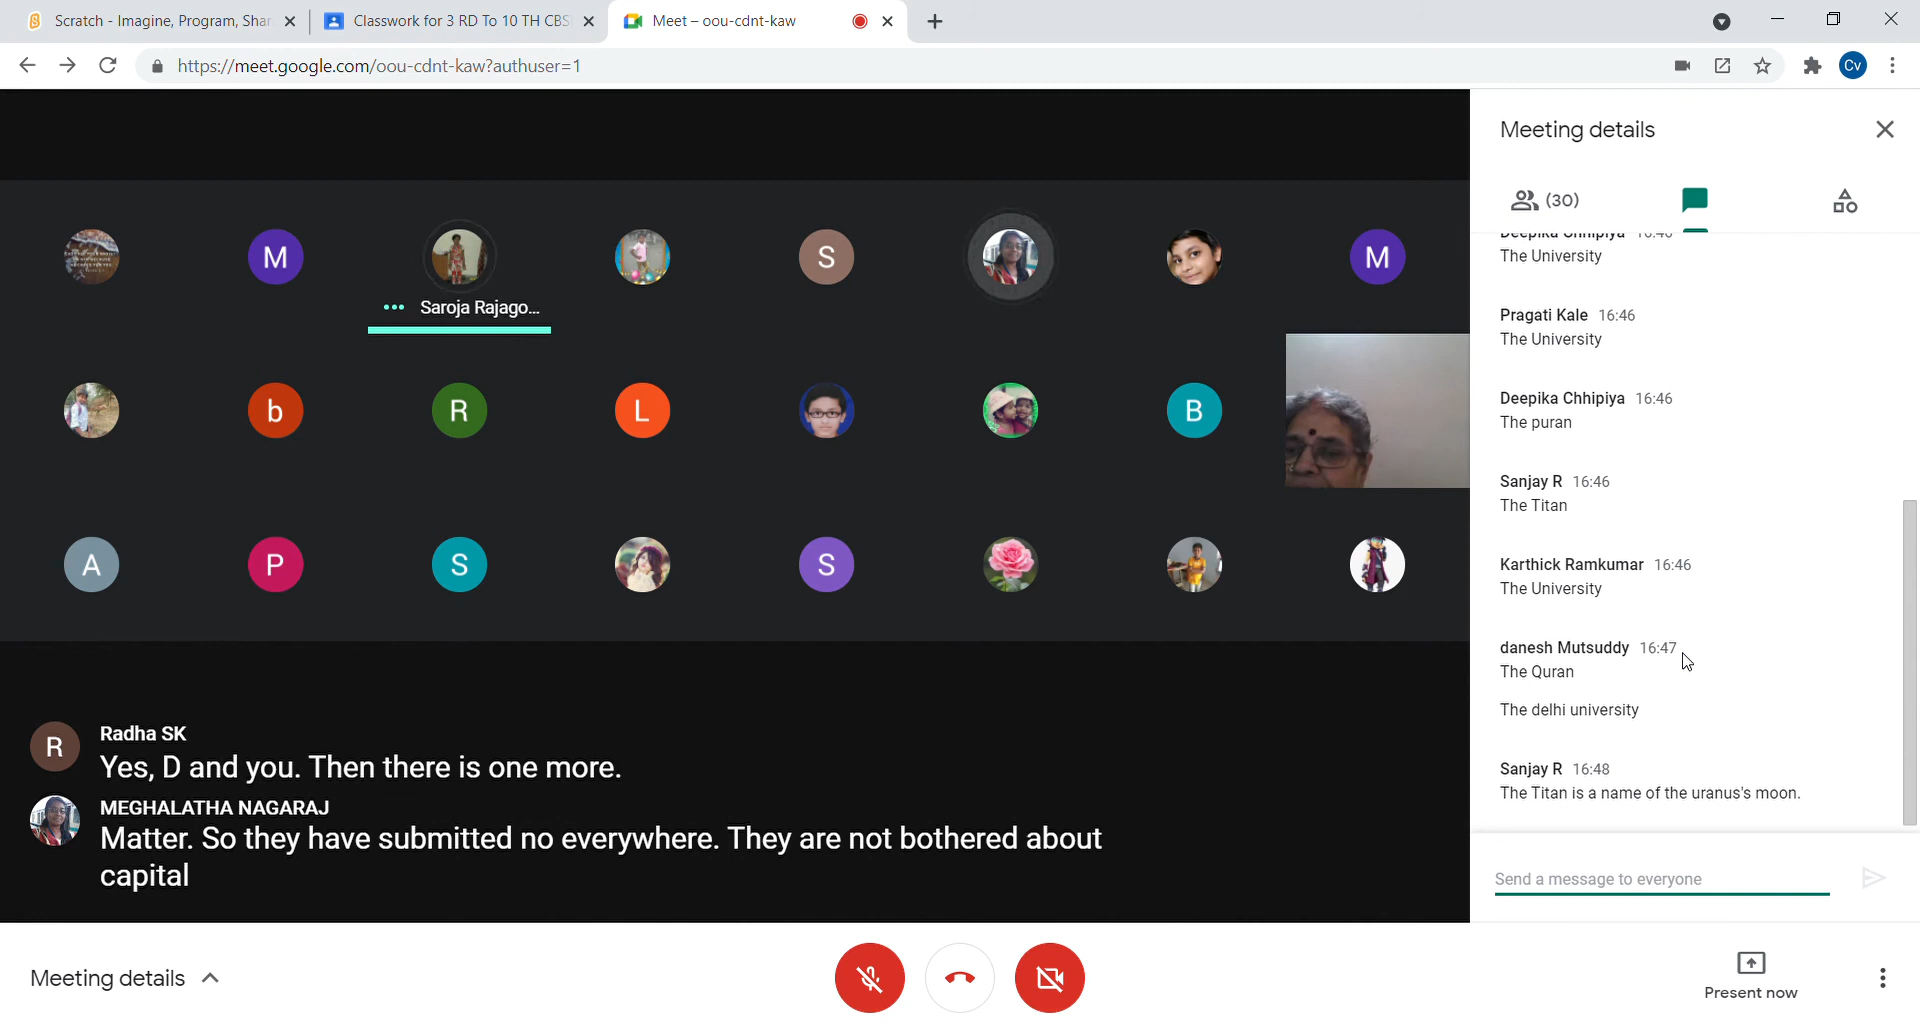 Scratch - Imagine, Program, Shar
Classwork for 3 RD To 10 TH CBS
Meet – oou-cdnt-kaw
https://meet.google.com/oou-cdnt-kaw?authuser=1
Cv
Meeting details
(30)
M
Saroja Rajago...
S
M
b
R
L
B
A
P
S
S
Deepika Chhipiya 16:46
The University
Pragati Kale 16:46
The University
Deepika Chhipiya 16:46
The puran
Sanjay R 16:46
The Titan
Karthick Ramkumar 16:46
The University
danesh Mutsuddy 16:47
The Quran
The delhi university
Sanjay R 16:48
The Titan is a name of the uranus's moon.
Send a message to everyone
R
Radha SK
Yes, D and you. Then there is one more.
MEGHALATHA NAGARAJ
Matter. So they have submitted no everywhere. They are not bothered about
capital
Meeting details
Present now